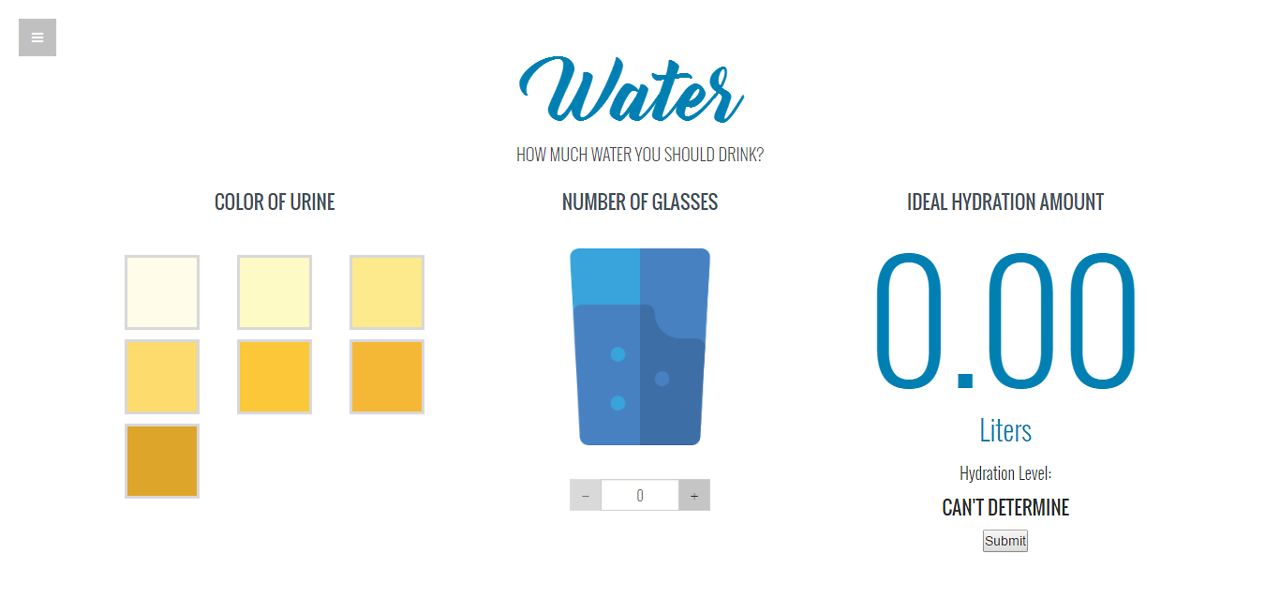 Water
HOW MUCH WATER YOU SHOULD DRINK?
COLOR OF URINE
NUMBER OF GLASSES
− 0 +
IDEAL HYDRATION AMOUNT
0.00
Liters
Hydration Level:
CAN'T DETERMINE
Submit